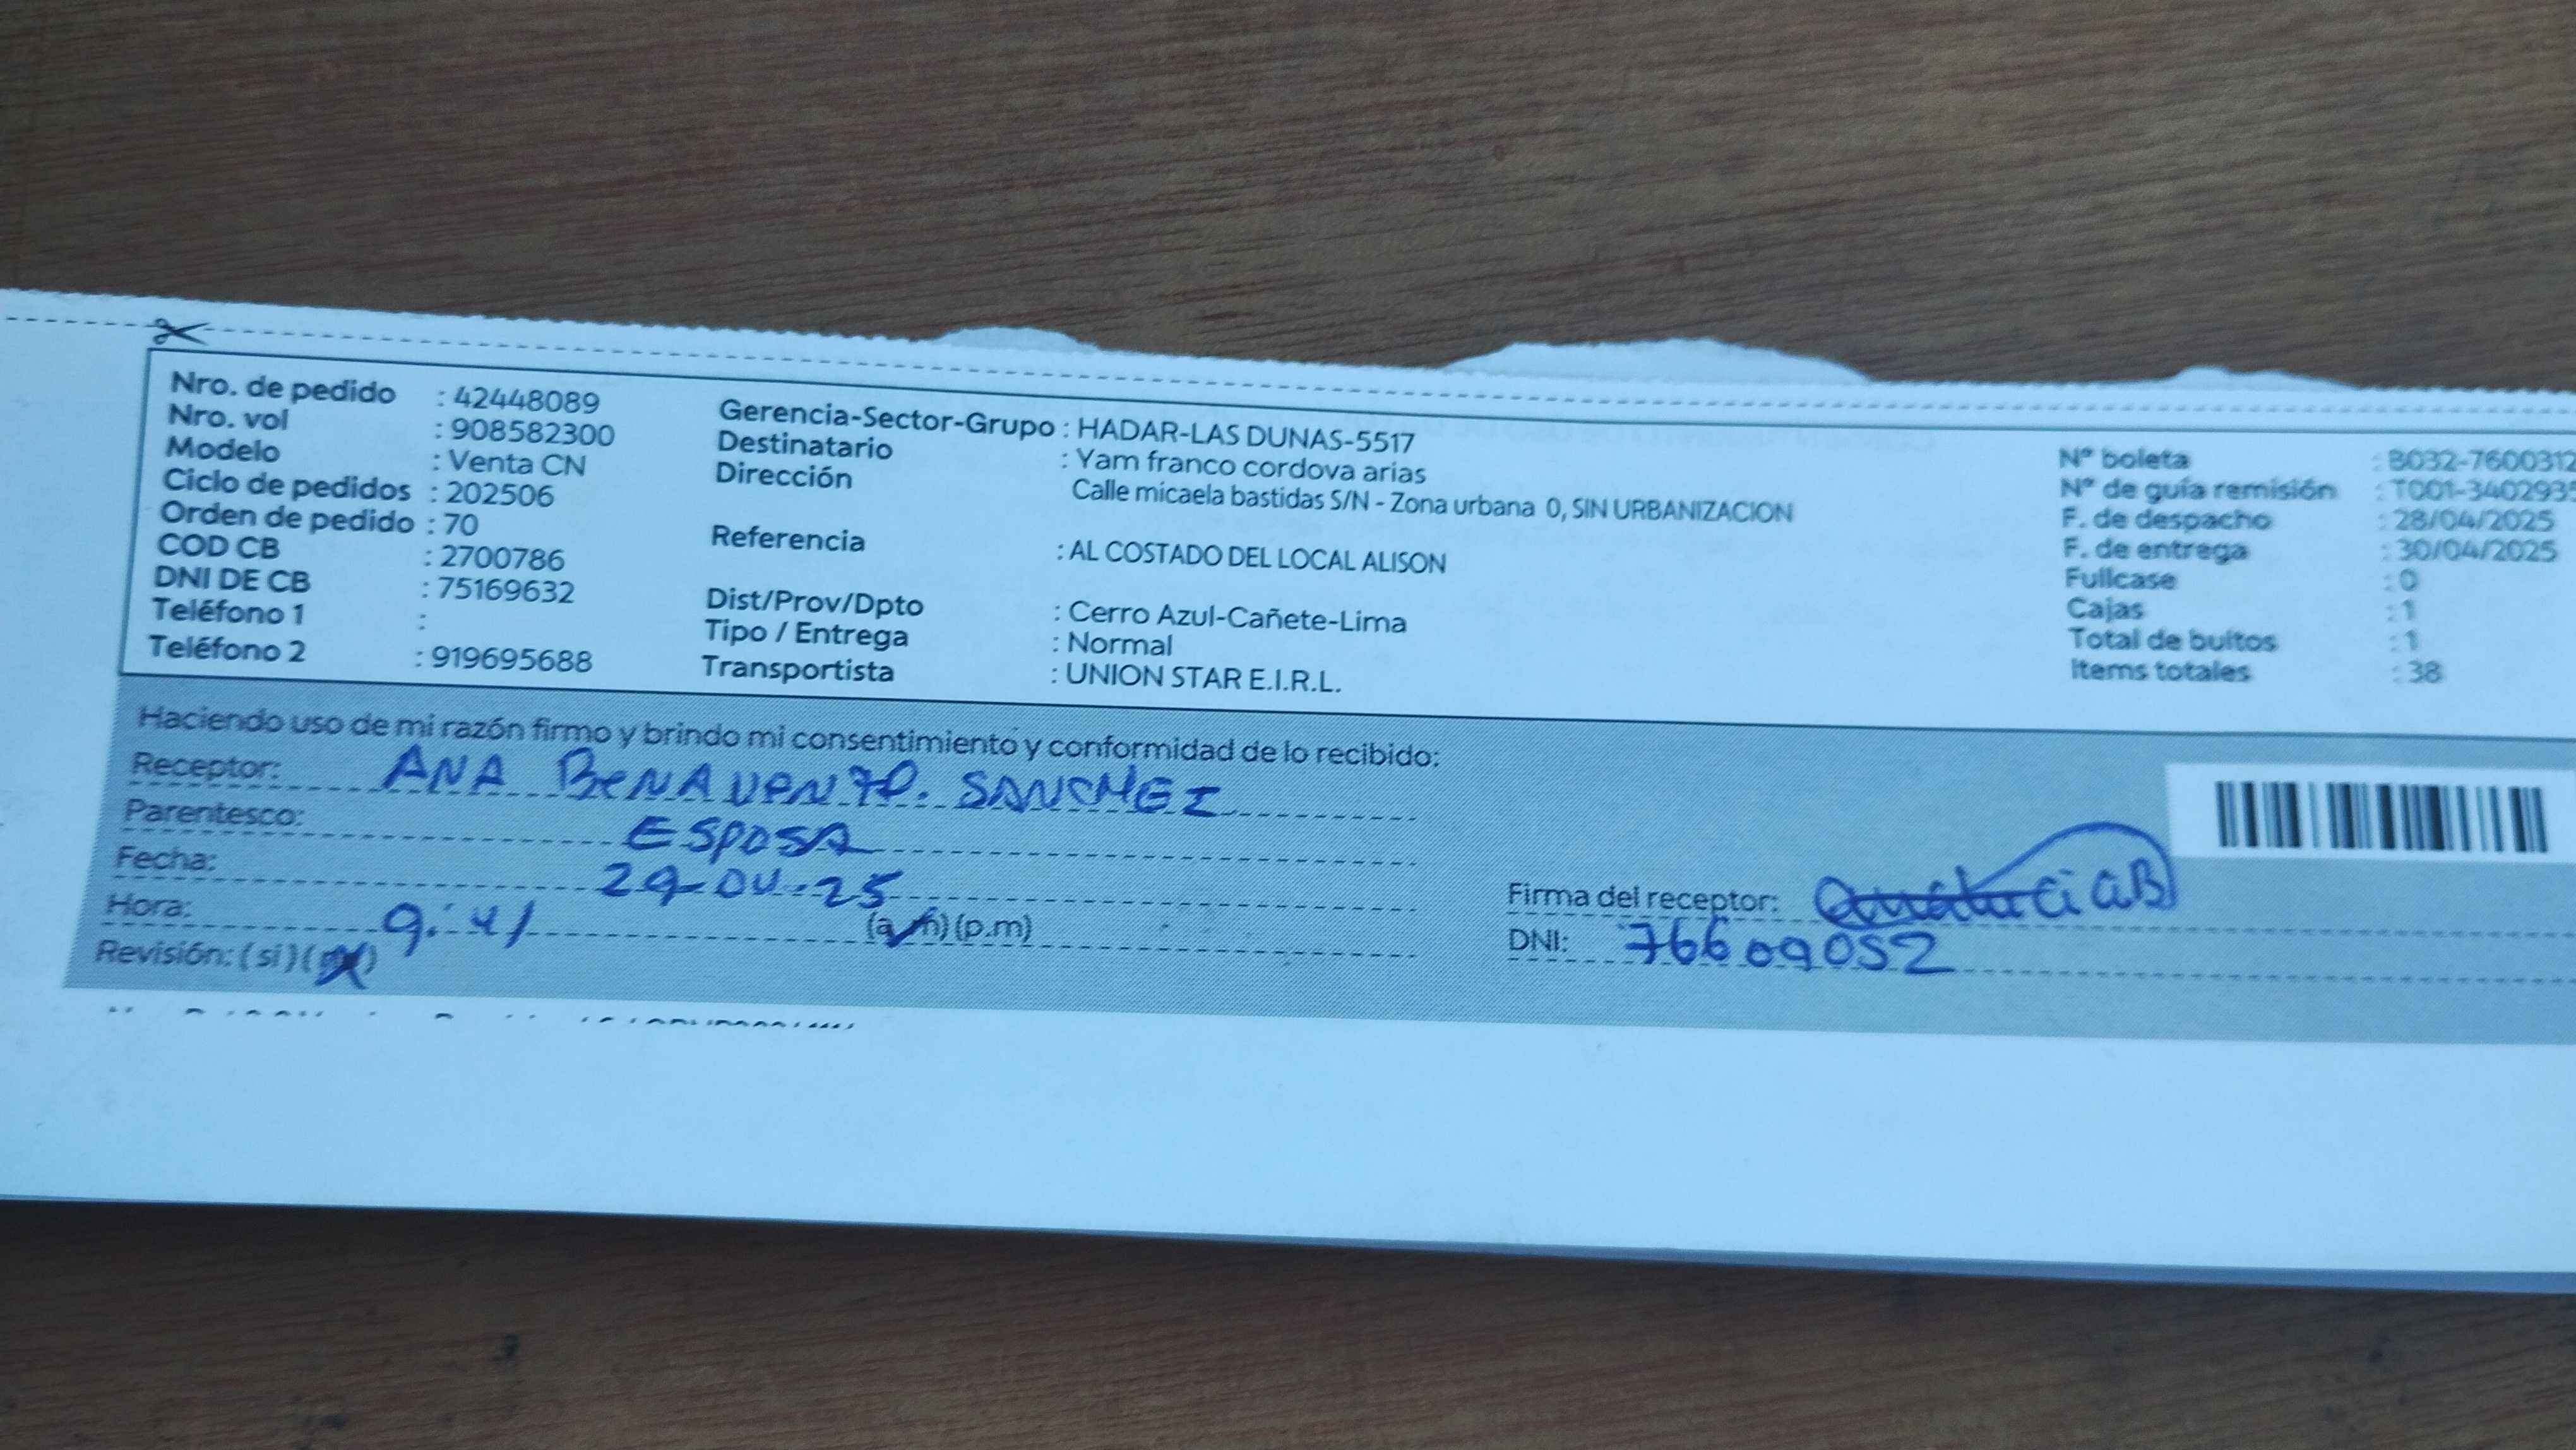 Nro. de pedido : 42448089
Nro. vol : 908582300
Modelo : Venta CN
Ciclo de pedidos : 202506
Orden de pedido : 70
COD CB : 2700786
DNI DE CB : 75169632
Teléfono 1 :
Teléfono 2 : 919695688
Gerencia-Sector-Grupo : HADAR-LAS DUNAS-5517
Destinatario : Yam franco cordova arias
Dirección Calle micaela bastidas S/N - Zona urbana 0, SIN URBANIZACION
Referencia : AL COSTADO DEL LOCAL ALISON
Dist/Prov/Dpto : Cerro Azul-Cañete-Lima
Tipo / Entrega : Normal
Transportista : UNION STAR E.I.R.L.
N° boleta : B032-7600312
N° de guía remisión : T001-3402935
F. de despacho : 28/04/2025
F. de entrega : 30/04/2025
Fullcase : 0
Cajas : 1
Total de bultos : 1
Items totales : 38
Haciendo uso de mi razón firmo y brindo mi consentimiento y conformidad de lo recibido:
Receptor: ANA BENAVENTE. SANCHEZ
Parentesco: ESPOSA
Fecha: 29-04-25
Hora: 9:41 (a.m) (p.m)
Revisión: (si) (no)
Firma del receptor:
DNI: 76609052